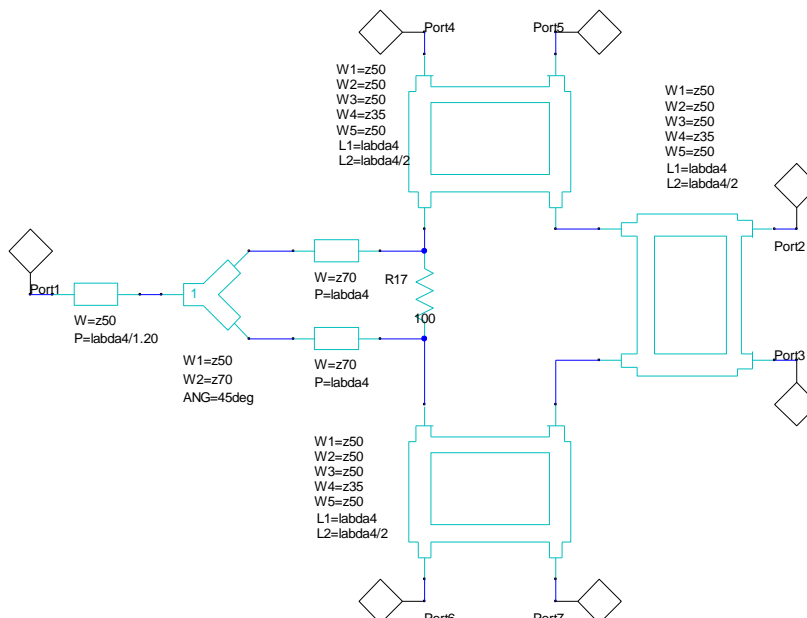 Port4
Port5
W1=z50
W2=z50
W3=z50
W4=z35
W5=z50
L1=labda4
L2=labda4/2
W1=z50
W2=z50
W3=z50
W4=z35
W5=z50
L1=labda4
L2=labda4/2
Port2
Port1
1
W=z50
P=labda4/1.20
W=z70
P=labda4
R17
100
W1=z50
W2=z70
ANG=45deg
W=z70
P=labda4
Port3
W1=z50
W2=z50
W3=z50
W4=z35
W5=z50
L1=labda4
L2=labda4/2
Port6
Port7